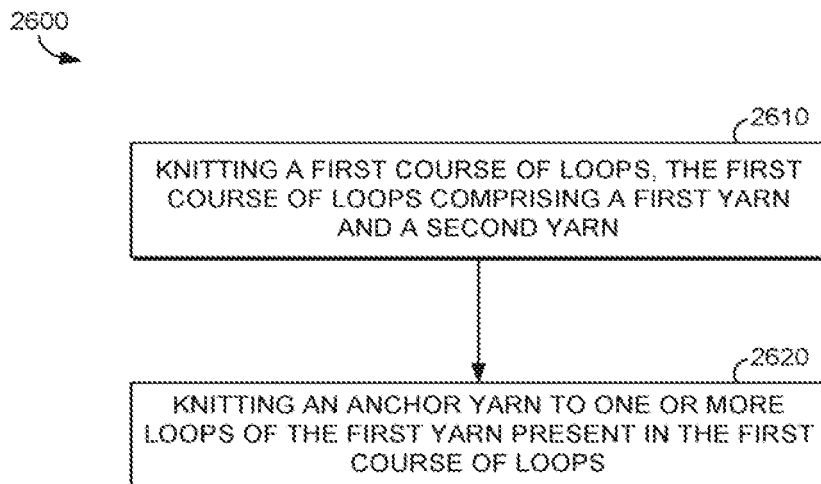 2600
2610
KNITTING A FIRST COURSE OF LOOPS, THE FIRST
COURSE OF LOOPS COMPRISING A FIRST YARN
AND A SECOND YARN
2620
KNITTING AN ANCHOR YARN TO ONE OR MORE
LOOPS OF THE FIRST YARN PRESENT IN THE FIRST
COURSE OF LOOPS